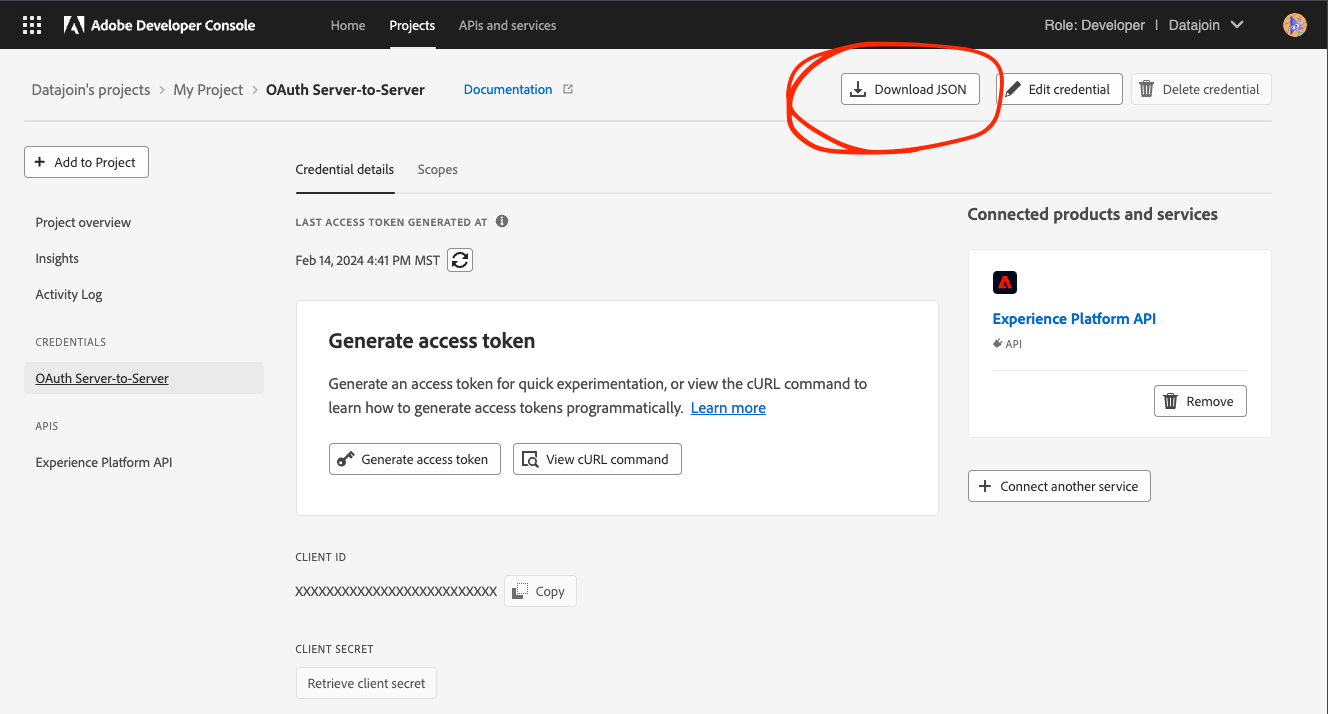 Adobe Developer Console Home Projects APIs and services Role: Developer | Datajoin
Datajoin's projects > My Project > OAuth Server-to-Server Documentation Download JSON Edit credential Delete credential
+ Add to Project
Credential details Scopes
Project overview
Insights
Activity Log
CREDENTIALS
OAuth Server-to-Server
APIS
Experience Platform API
LAST ACCESS TOKEN GENERATED AT
Feb 14, 2024 4:41 PM MST
Generate access token
Generate an access token for quick experimentation, or view the cURL command to
learn how to generate access tokens programmatically. Learn more
Generate access token View cURL command
CLIENT ID
XXXXXXXXXXXXXXXXXXXXXXXXXX Copy
CLIENT SECRET
Retrieve client secret
Connected products and services
Experience Platform API
API
Remove
+ Connect another service